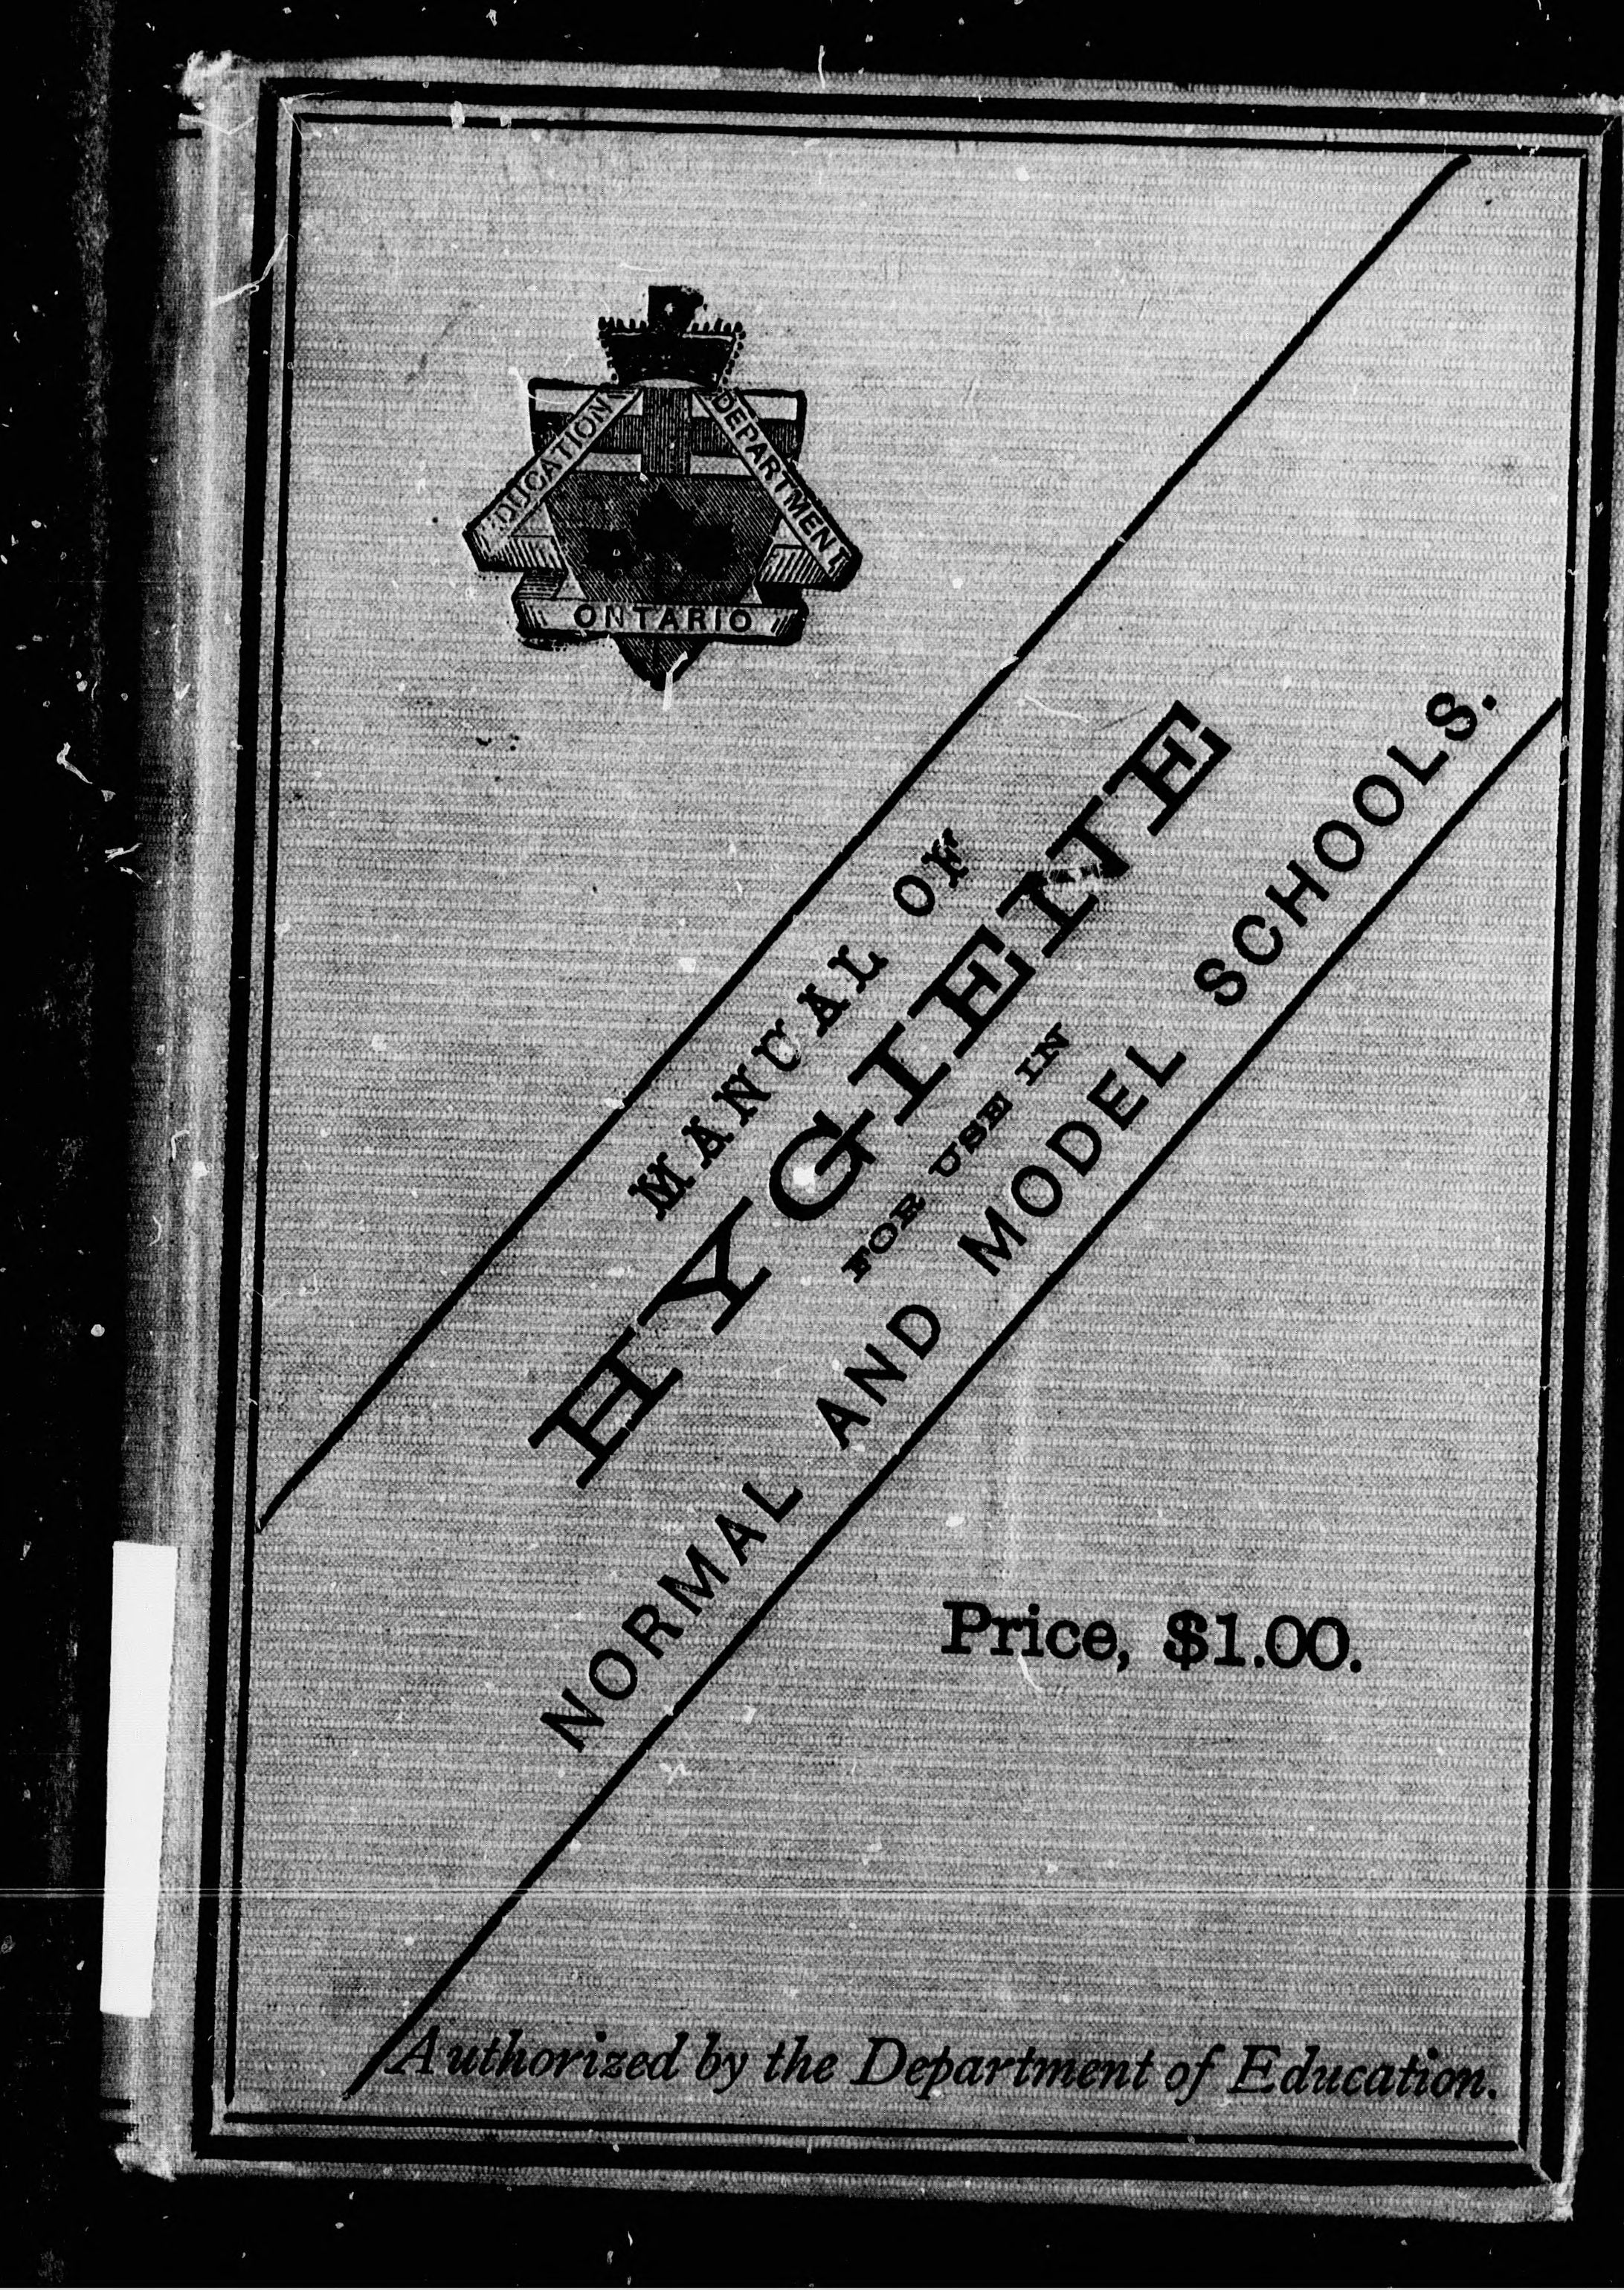 EDUCATION
DEPARTMENT
ONTARIO
MANUAL OF
HYGIENE
FOR USE IN
NORMAL AND MODEL SCHOOLS.
Price, $1.00.
Authorized by the Department of Education.